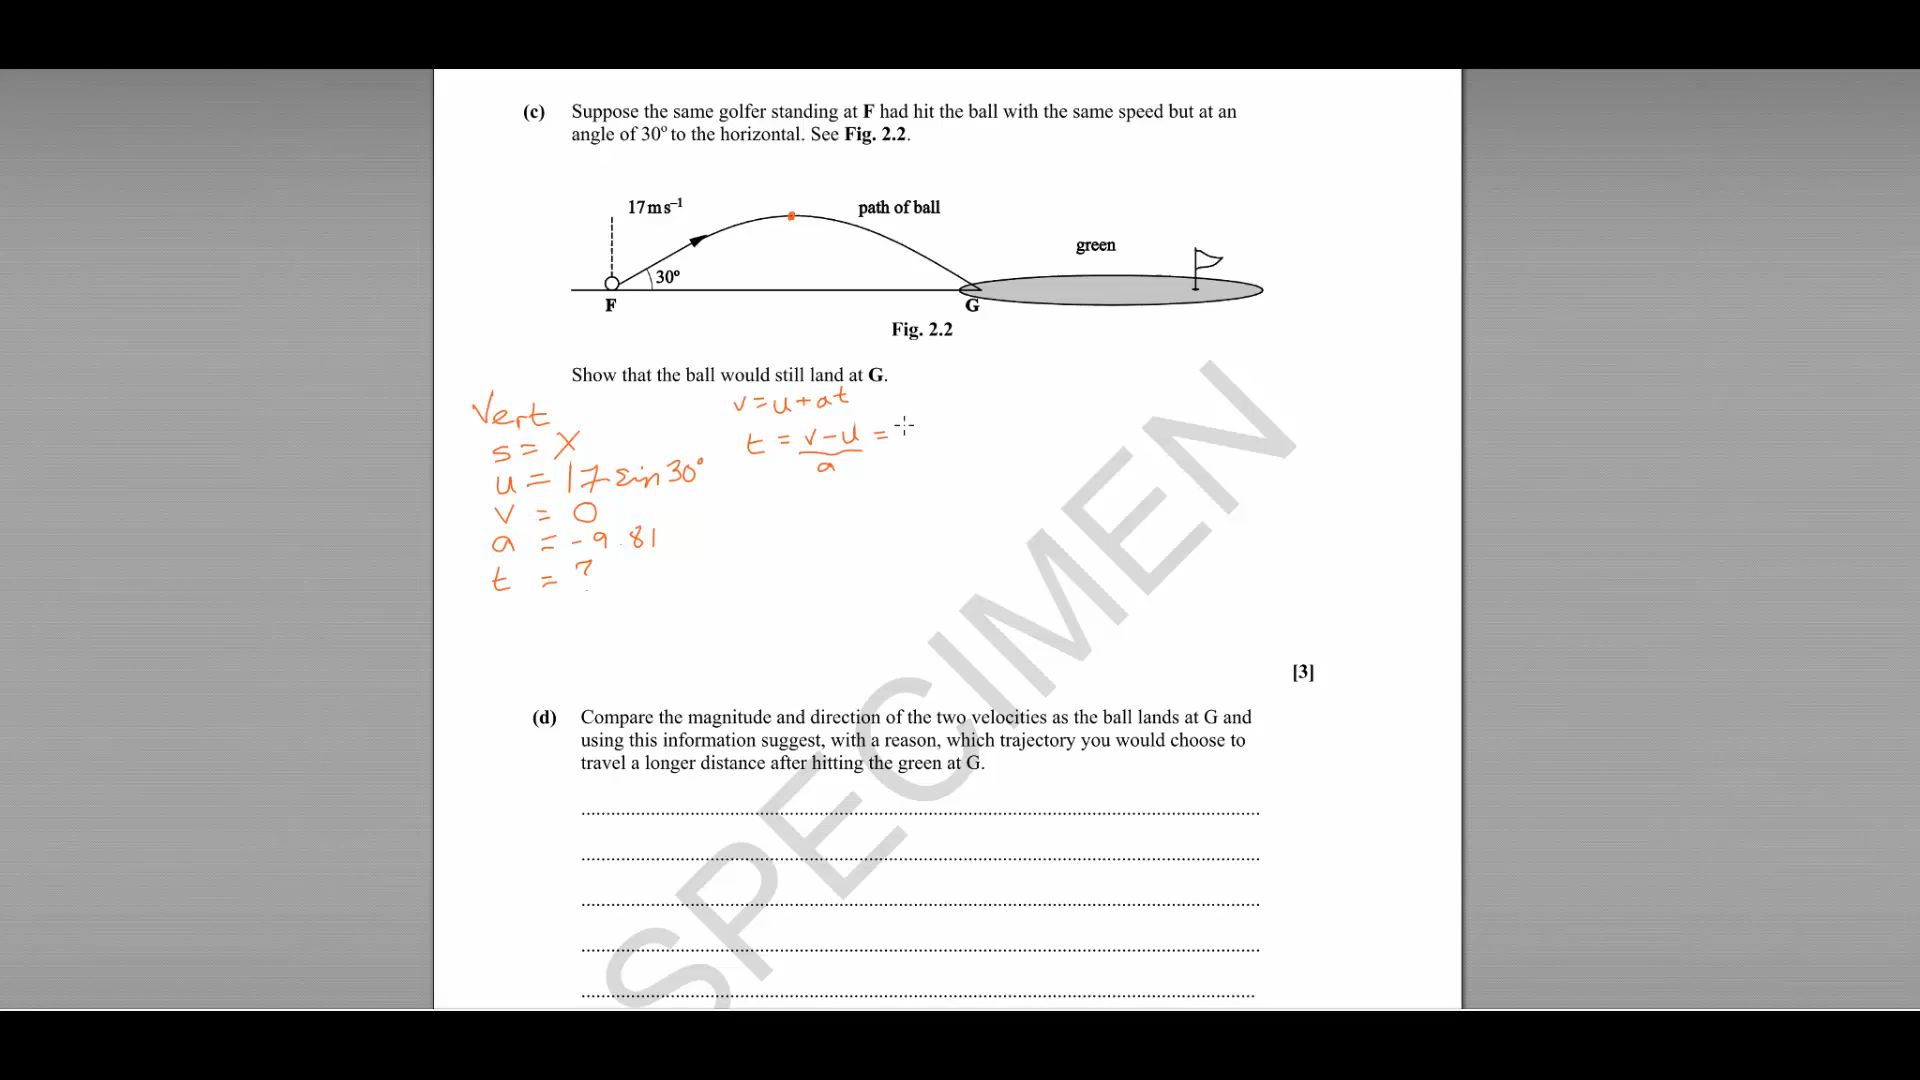 (c) Suppose the same golfer standing at F had hit the ball with the same speed but at an
angle of 30º to the horizontal. See Fig. 2.2.
17 m s⁻¹
path of ball
green
30º
F
G
Fig. 2.2
Show that the ball would still land at G.
Vert
s = X
u = 17 sin 30°
v = 0
a = -9.81
t = ?
v = u + at
t = v - u =
a
[3]
(d) Compare the magnitude and direction of the two velocities as the ball lands at G and
using this information suggest, with a reason, which trajectory you would choose to
travel a longer distance after hitting the green at G.
SPECIMEN